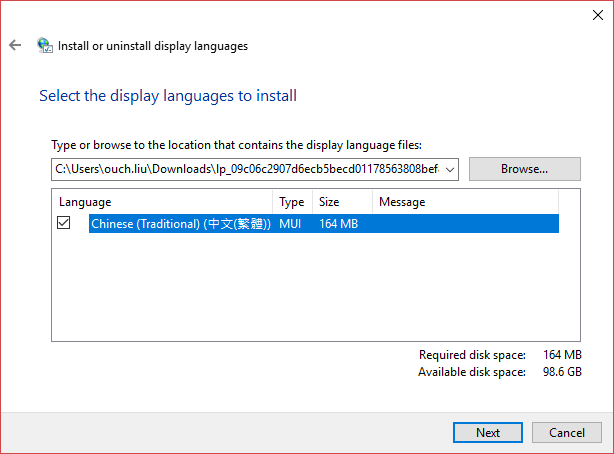 Install or uninstall display languages
Select the display languages to install
Type or browse to the location that contains the display language files:
C:\Users\ouch.liu\Downloads\lp_09c06c2907d6ecb5becd01178563808bef Browse...
Language Type Size Message
Chinese (Traditional) (中文(繁體)) MUI 164 MB
Required disk space: 164 MB
Available disk space: 98.6 GB
Next Cancel